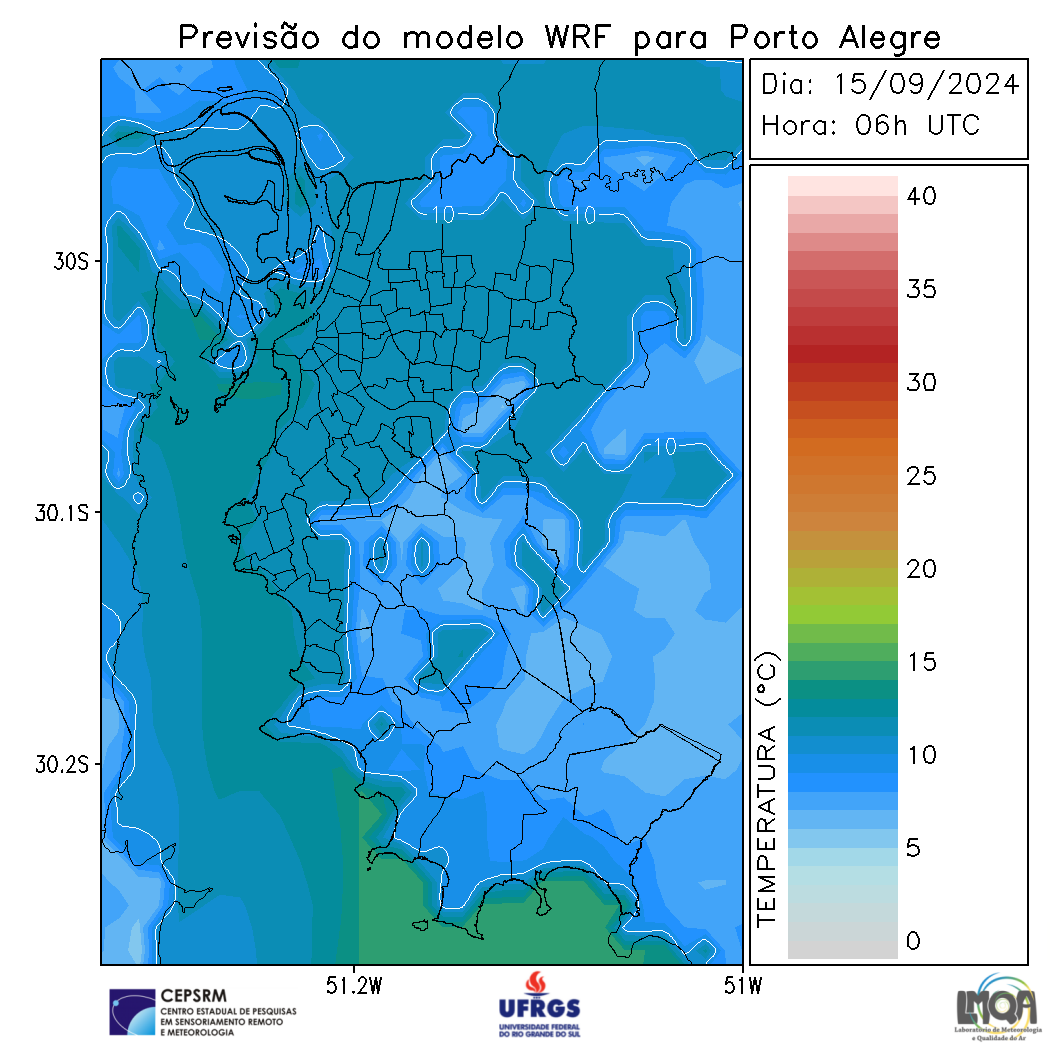 Previsão do modelo WRF para Porto Alegre
Dia: 15/09/2024
Hora: 06h UTC
30S
30.1S
30.2S
51.2W
51W
10
10
10
TEMPERATURA (°C)
40
35
30
25
20
15
10
5
0
CEPSRM
CENTRO ESTADUAL DE PESQUISAS
EM SENSORIAMENTO REMOTO
E METEOROLOGIA
UFRGS
UNIVERSIDADE FEDERAL
DO RIO GRANDE DO SUL
LMQA
Laboratório de Meteorologia
e Qualidade do Ar